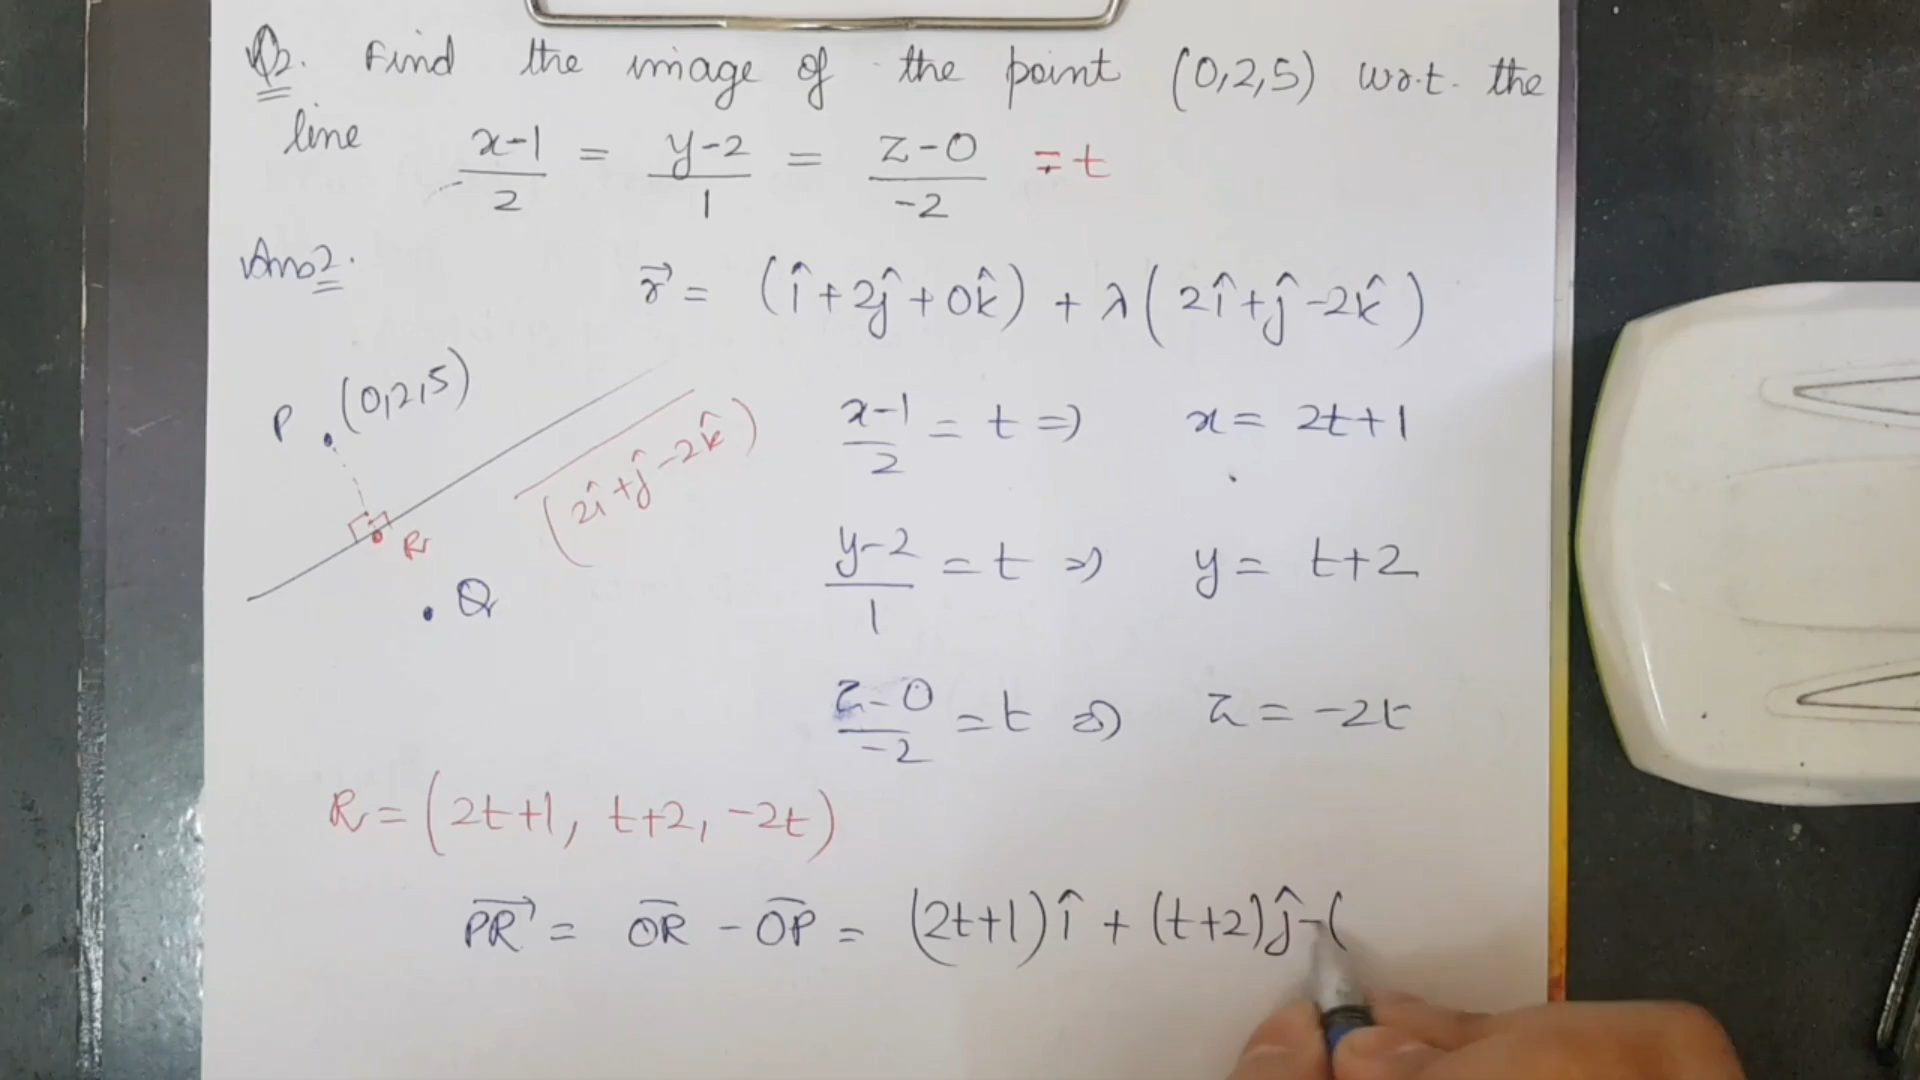 Q2. Find the image of the point (0,2,5) w.r.t. the
line x-1/2 = y-2/1 = z-0/-2 = t
Ans2. r⃗ = (î+2ĵ+0k̂) + λ(2î+ĵ-2k̂)
P (0,2,5)
(2î+ĵ-2k̂)
R
Q
x-1/2 = t ⇒ x = 2t+1
y-2/1 = t ⇒ y = t+2
z-0/-2 = t ⇒ z = -2t
R = (2t+1, t+2, -2t)
PR⃗ = OR - OP = (2t+1)î + (t+2)ĵ-(